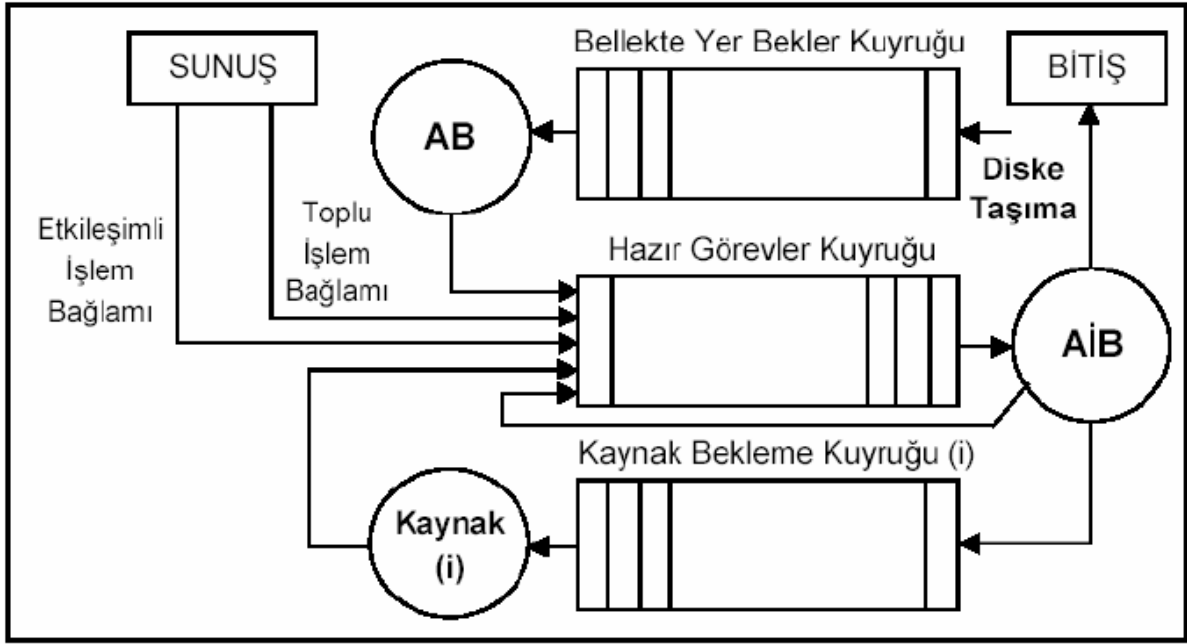 SUNUŞ
Bellekte Yer Bekler Kuyruğu
BİTİŞ
AB
Diske
Taşıma
Etkileşimli
İşlem
Bağlamı
Toplu
İşlem
Bağlamı
Hazır Görevler Kuyruğu
AİB
Kaynak Bekleme Kuyruğu (i)
Kaynak
(i)